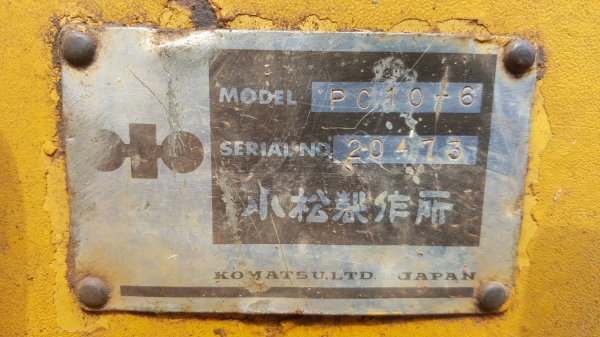 MODEL PC10-6
SERIAL NO. 20473
小松製作所
KOMATSU, LTD. JAPAN